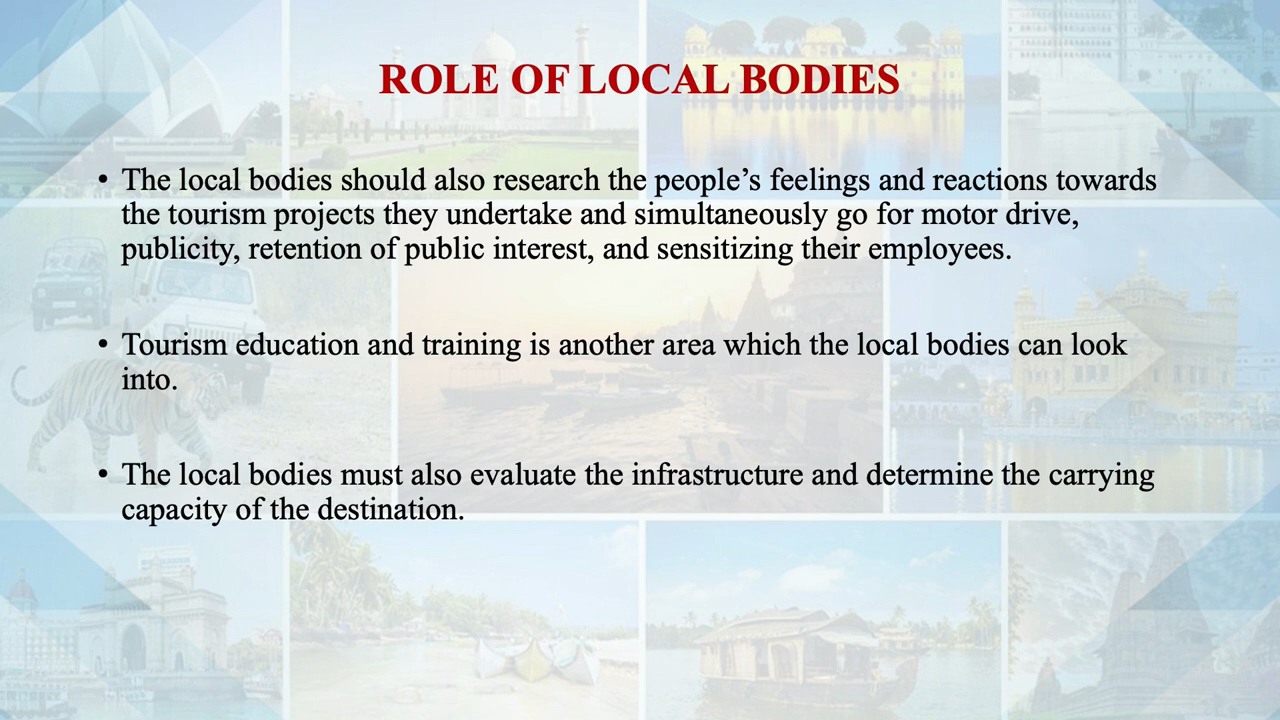 ROLE OF LOCAL BODIES
• The local bodies should also research the people’s feelings and reactions towards
the tourism projects they undertake and simultaneously go for motor drive,
publicity, retention of public interest, and sensitizing their employees.
• Tourism education and training is another area which the local bodies can look
into.
• The local bodies must also evaluate the infrastructure and determine the carrying
capacity of the destination.